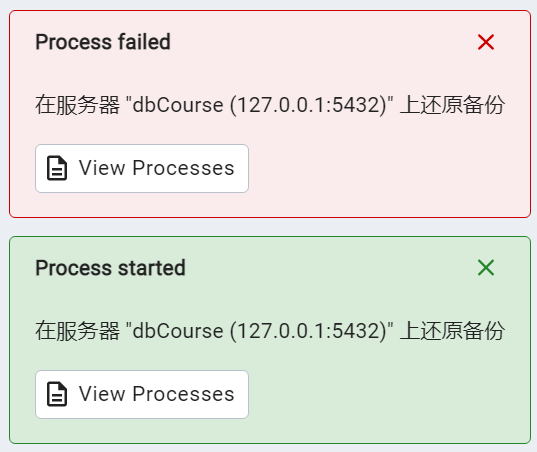 Process failed
在服务器 "dbCourse (127.0.0.1:5432)" 上还原备份
View Processes
Process started
在服务器 "dbCourse (127.0.0.1:5432)" 上还原备份
View Processes